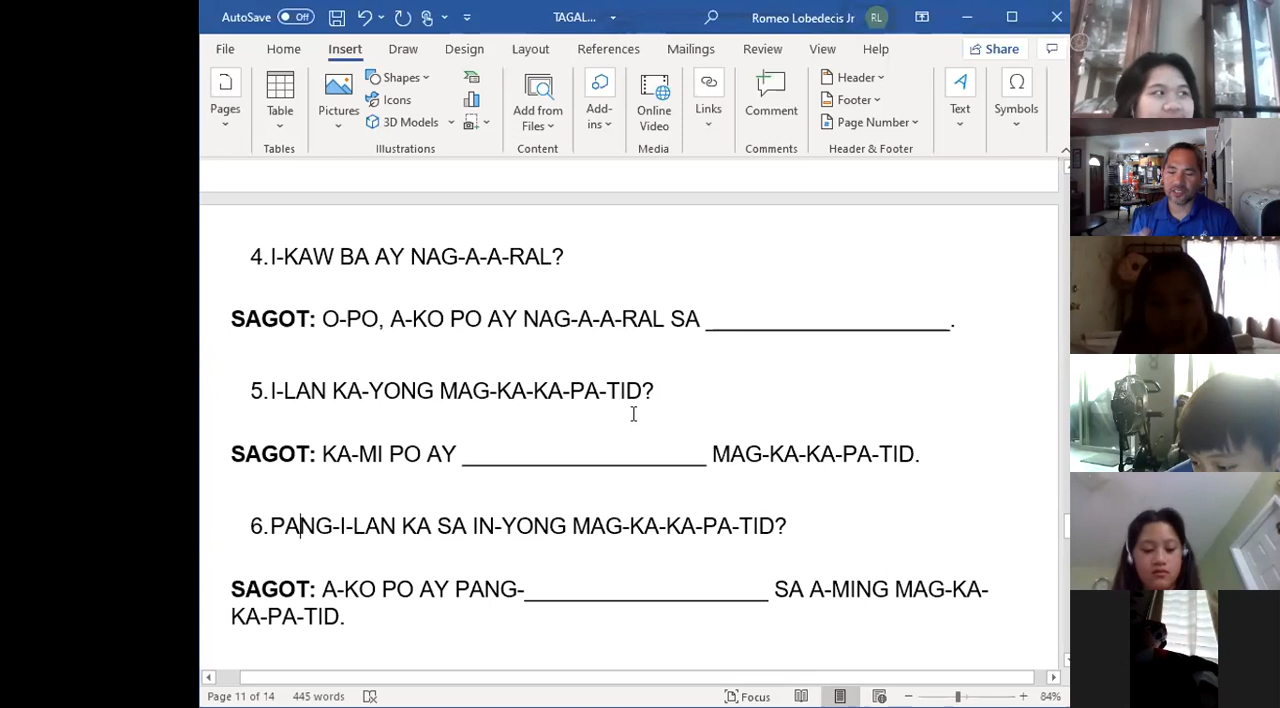 AutoSave Off TAGAL... Romeo Lobedecis Jr RL
File Home Insert Draw Design Layout References Mailings Review View Help Share
Pages
Table
Tables
Pictures
Shapes
Icons
3D Models
Illustrations
Add from
Files
Content
Add-
ins
Online
Video
Media
Links
Comment
Comments
Header
Footer
Page Number
Header & Footer
Text
Symbols
4. I-KAW BA AY NAG-A-A-RAL?
SAGOT: O-PO, A-KO PO AY NAG-A-A-RAL SA ____________________.
5. I-LAN KA-YONG MAG-KA-KA-PA-TID?
SAGOT: KA-MI PO AY ____________________ MAG-KA-KA-PA-TID.
6. PANG-I-LAN KA SA IN-YONG MAG-KA-KA-PA-TID?
SAGOT: A-KO PO AY PANG-____________________ SA A-MING MAG-KA-
KA-PA-TID.
Page 11 of 14 445 words Focus 84%